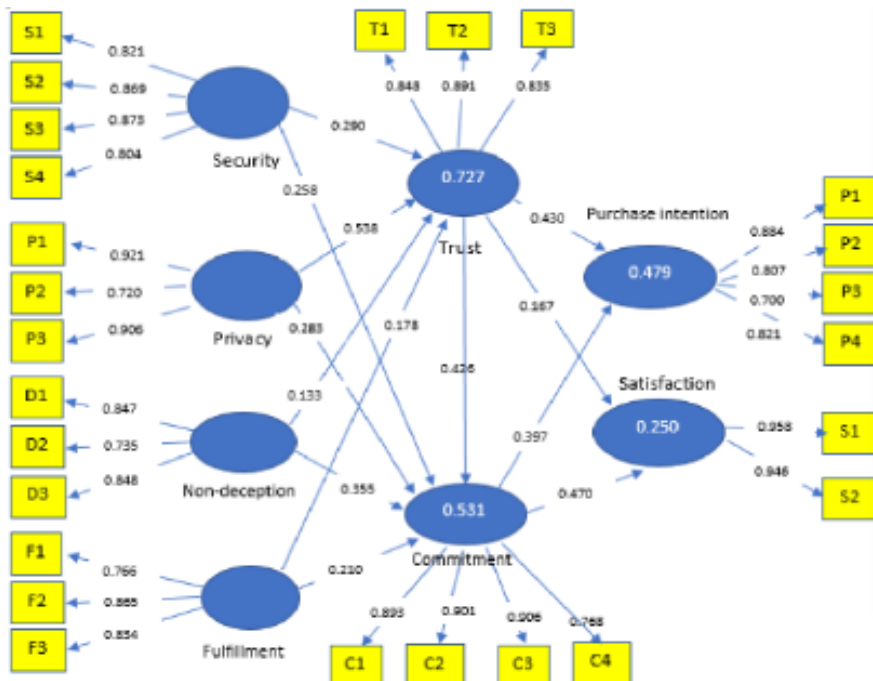 S1
S2
S3
S4
0.821
0.869
0.873
0.804
Security
T1
T2
T3
0.848
0.891
0.835
0.290
0.258
0.727
Trust
P1
P2
P3
0.921
0.720
0.906
Privacy
0.538
0.283
0.178
0.430
0.167
0.426
Purchase intention
0.479
P1
P2
P3
P4
0.884
0.807
0.700
0.821
D1
D2
D3
0.847
0.735
0.848
Non-deception
0.133
0.355
0.397
Satisfaction
0.250
0.958
0.946
S1
S2
0.531
Commitment
0.470
F1
F2
F3
0.766
0.865
0.834
Fulfillment
0.210
0.893
0.901
0.906
0.768
C1
C2
C3
C4